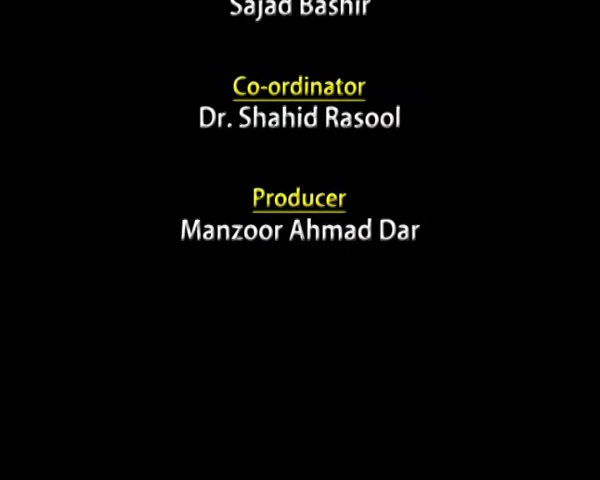 Sajad Bashir
Co-ordinator
Dr. Shahid Rasool
Producer
Manzoor Ahmad Dar